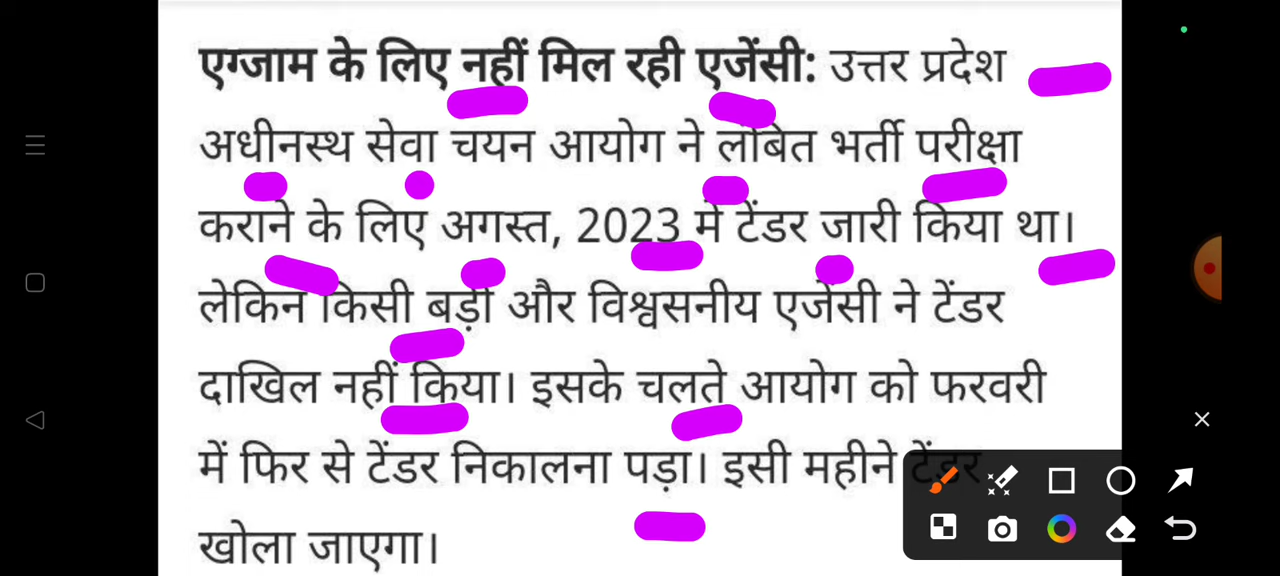 एग्जाम के लिए नहीं मिल रही एजेंसी: उत्तर प्रदेश
अधीनस्थ सेवा चयन आयोग ने लंबित भर्ती परीक्षा
कराने के लिए अगस्त, 2023 में टेंडर जारी किया था।
लेकिन किसी बड़ी और विश्वसनीय एजेंसी ने टेंडर
दाखिल नहीं किया। इसके चलते आयोग को फरवरी
में फिर से टेंडर निकालना पड़ा। इसी महीने टेंडर
खोला जाएगा।